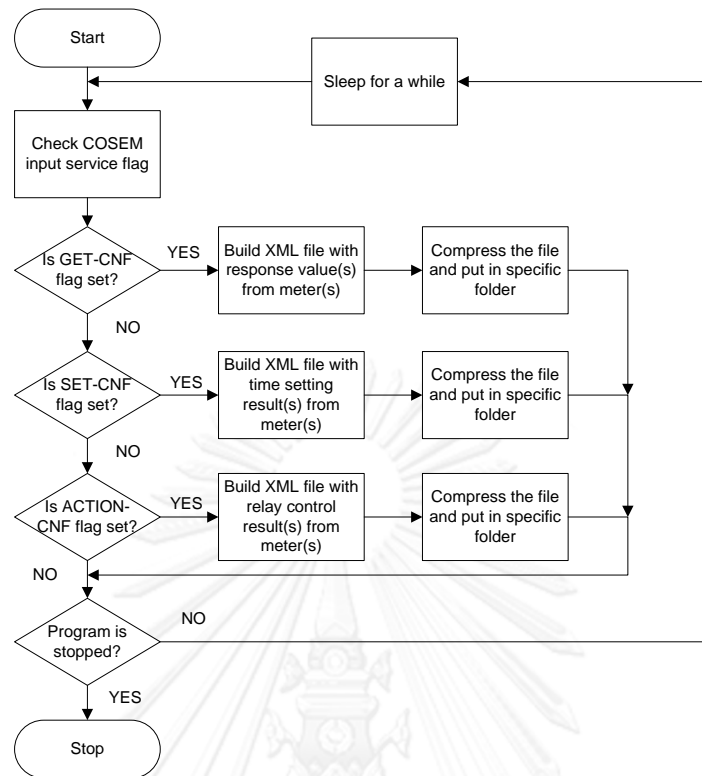 Start
Sleep for a while
Check COSEM
input service flag
Is GET-CNF
flag set?
YES
Build XML file with
response value(s)
from meter(s)
Compress the file
and put in specific
folder
NO
Is SET-CNF
flag set?
YES
Build XML file with
time setting
result(s) from
meter(s)
Compress the file
and put in specific
folder
NO
Is ACTION-
CNF flag set?
YES
Build XML file with
relay control
result(s) from
meter(s)
Compress the file
and put in specific
folder
NO
Program is
stopped?
NO
YES
Stop